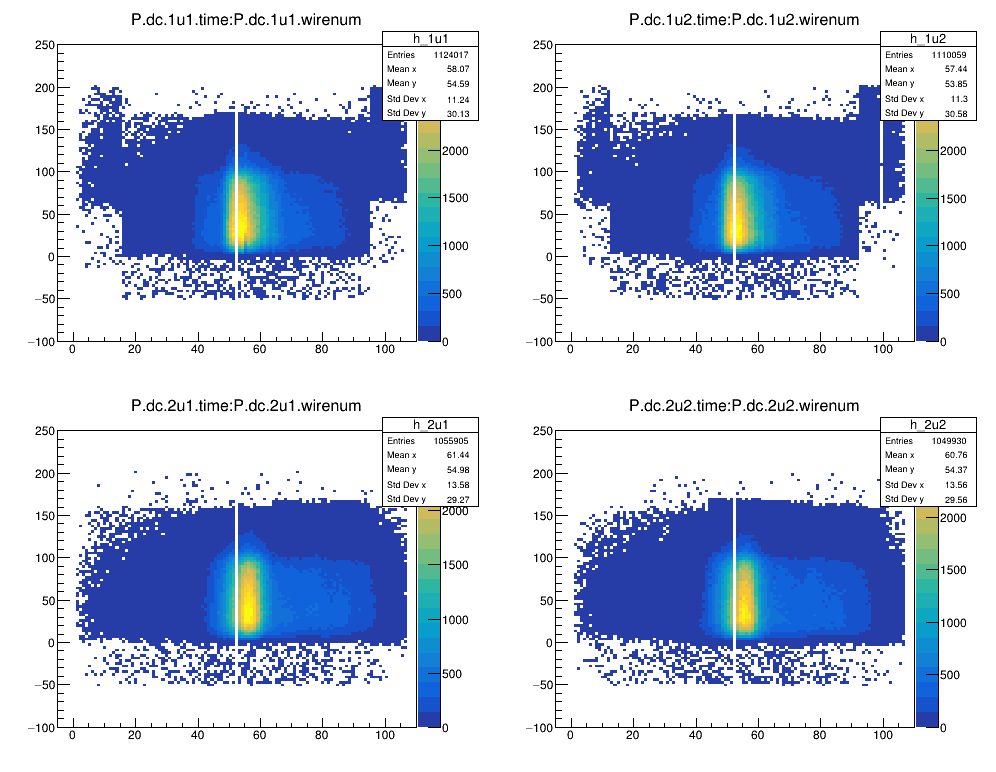 P.dc.1u1.time:P.dc.1u1.wirenum
h_1u1
Entries 1124017
Mean x 58.07
Mean y 54.59
Std Dev x 11.24
Std Dev y 30.13
250
200
150
100
50
0
−50
−100
0 20 40 60 80 100
2000
1500
1000
500
0
P.dc.1u2.time:P.dc.1u2.wirenum
h_1u2
Entries 1110059
Mean x 57.44
Mean y 53.85
Std Dev x 11.3
Std Dev y 30.58
250
200
150
100
50
0
−50
−100
0 20 40 60 80 100
2000
1500
1000
500
0
P.dc.2u1.time:P.dc.2u1.wirenum
h_2u1
Entries 1055905
Mean x 61.44
Mean y 54.98
Std Dev x 13.58
Std Dev y 29.27
250
200
150
100
50
0
−50
−100
0 20 40 60 80 100
2000
1500
1000
500
0
P.dc.2u2.time:P.dc.2u2.wirenum
h_2u2
Entries 1049930
Mean x 60.76
Mean y 54.37
Std Dev x 13.56
Std Dev y 29.56
250
200
150
100
50
0
−50
−100
0 20 40 60 80 100
2000
1500
1000
500
0